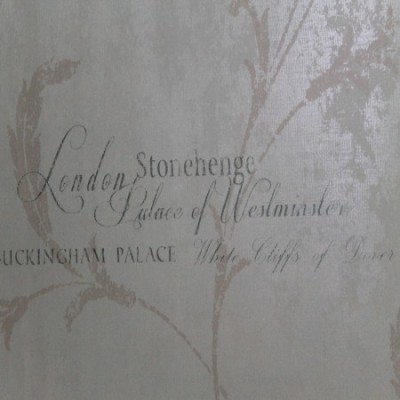 London Stonehenge
Palace of Westminster
BUCKINGHAM PALACE White Cliffs of Dover